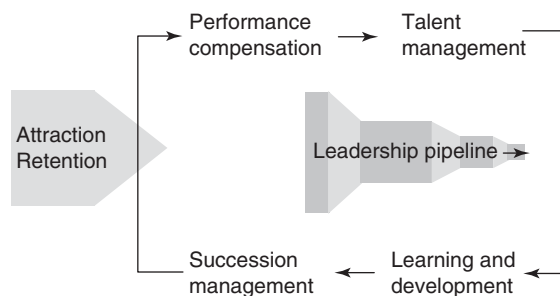 Performance
compensation
Talent
management
Attraction
Retention
Leadership pipeline
Succession
management
Learning and
development